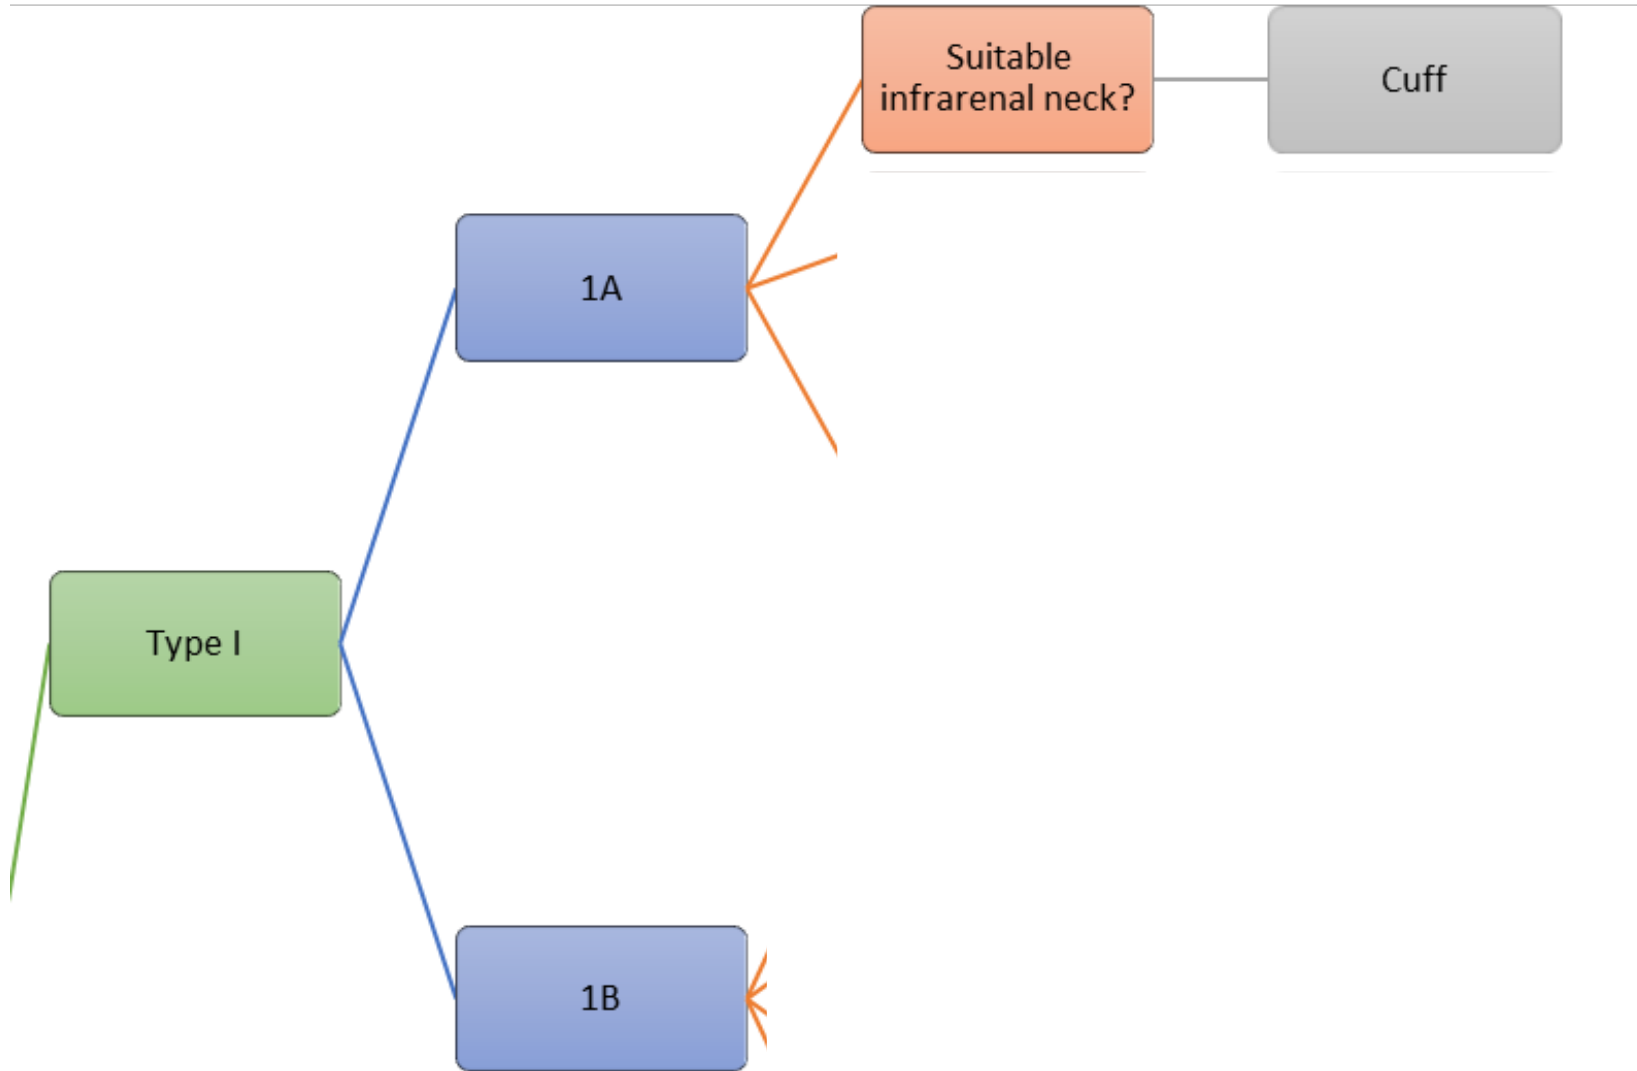 Suitable
infrarenal neck?
Cuff
1A
Type I
1B